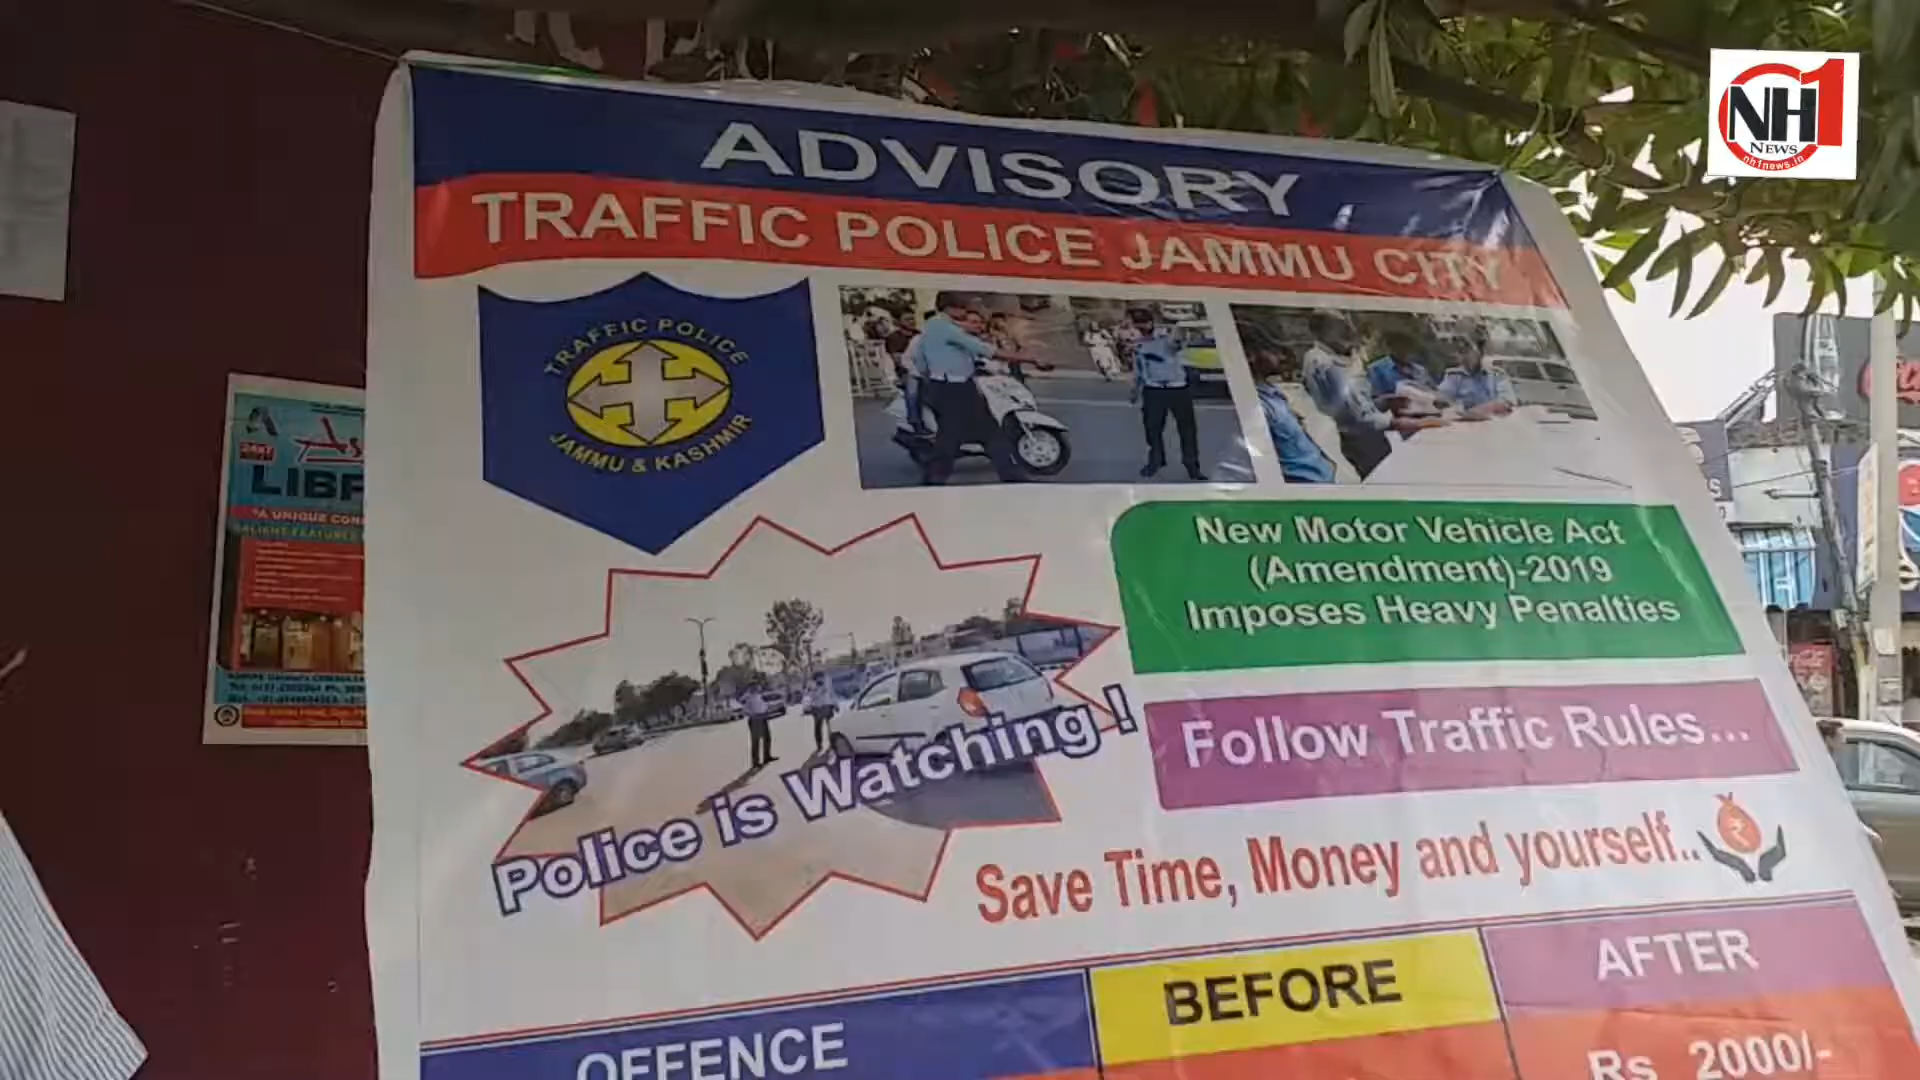 NH1
NEWS
nh1news.in
ADVISORY
TRAFFIC POLICE JAMMU CITY
TRAFFIC POLICE
JAMMU & KASHMIR
New Motor Vehicle Act
(Amendment)-2019
Imposes Heavy Penalties
Police is Watching !
Follow Traffic Rules...
Save Time, Money and yourself..
OFFENCE
BEFORE
AFTER
Rs 2000/-
LIBR
"A UNIQUE CON